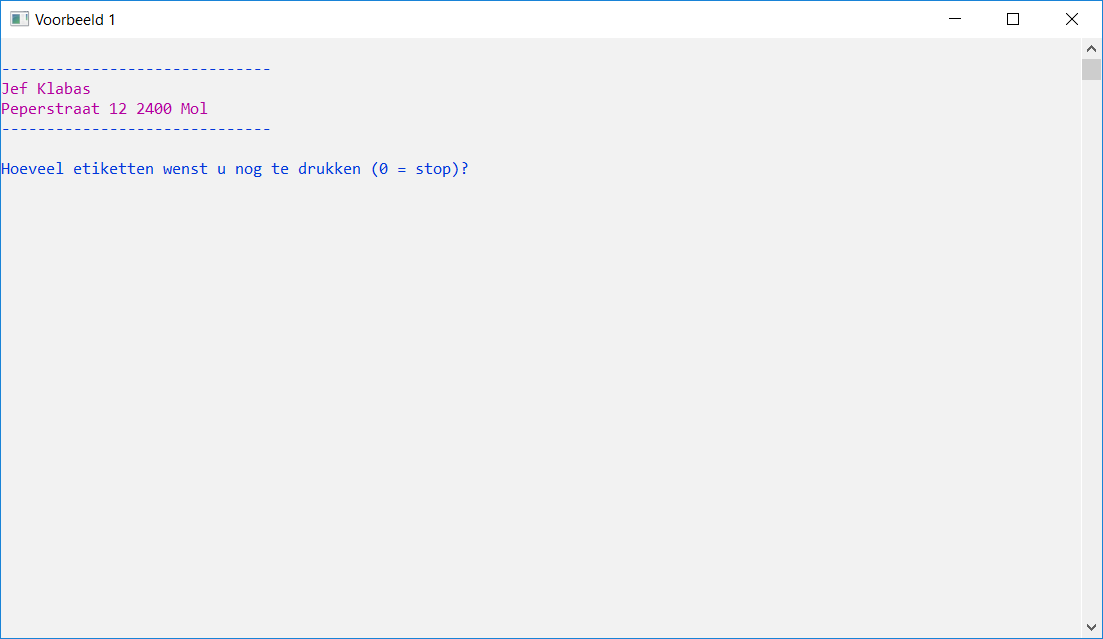 Voorbeeld 1
------------------------------
Jef Klabas
Peperstraat 12 2400 Mol
------------------------------
Hoeveel etiketten wenst u nog te drukken (0 = stop)?